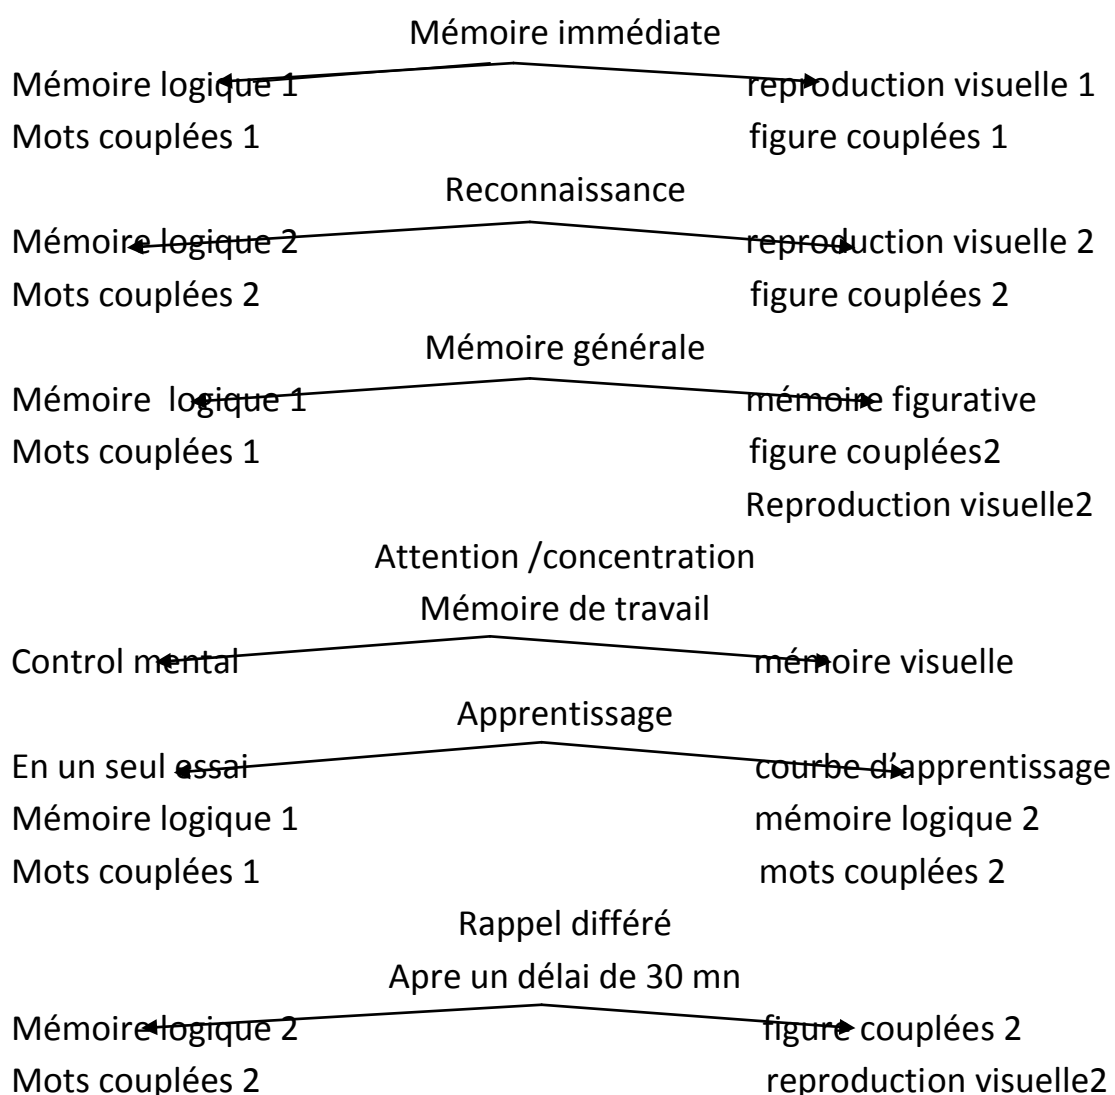 Mémoire immédiate
Mémoire logique 1 reproduction visuelle 1
Mots couplées 1 figure couplées 1
Reconnaissance
Mémoire logique 2 reproduction visuelle 2
Mots couplées 2 figure couplées 2
Mémoire générale
Mémoire logique 1 mémoire figurative
Mots couplées 1 figure couplées2
Reproduction visuelle2
Attention /concentration
Mémoire de travail
Control mental mémoire visuelle
Apprentissage
En un seul essai courbe d’apprentissage
Mémoire logique 1 mémoire logique 2
Mots couplées 1 mots couplées 2
Rappel différé
Apre un délai de 30 mn
Mémoire logique 2 figure couplées 2
Mots couplées 2 reproduction visuelle2